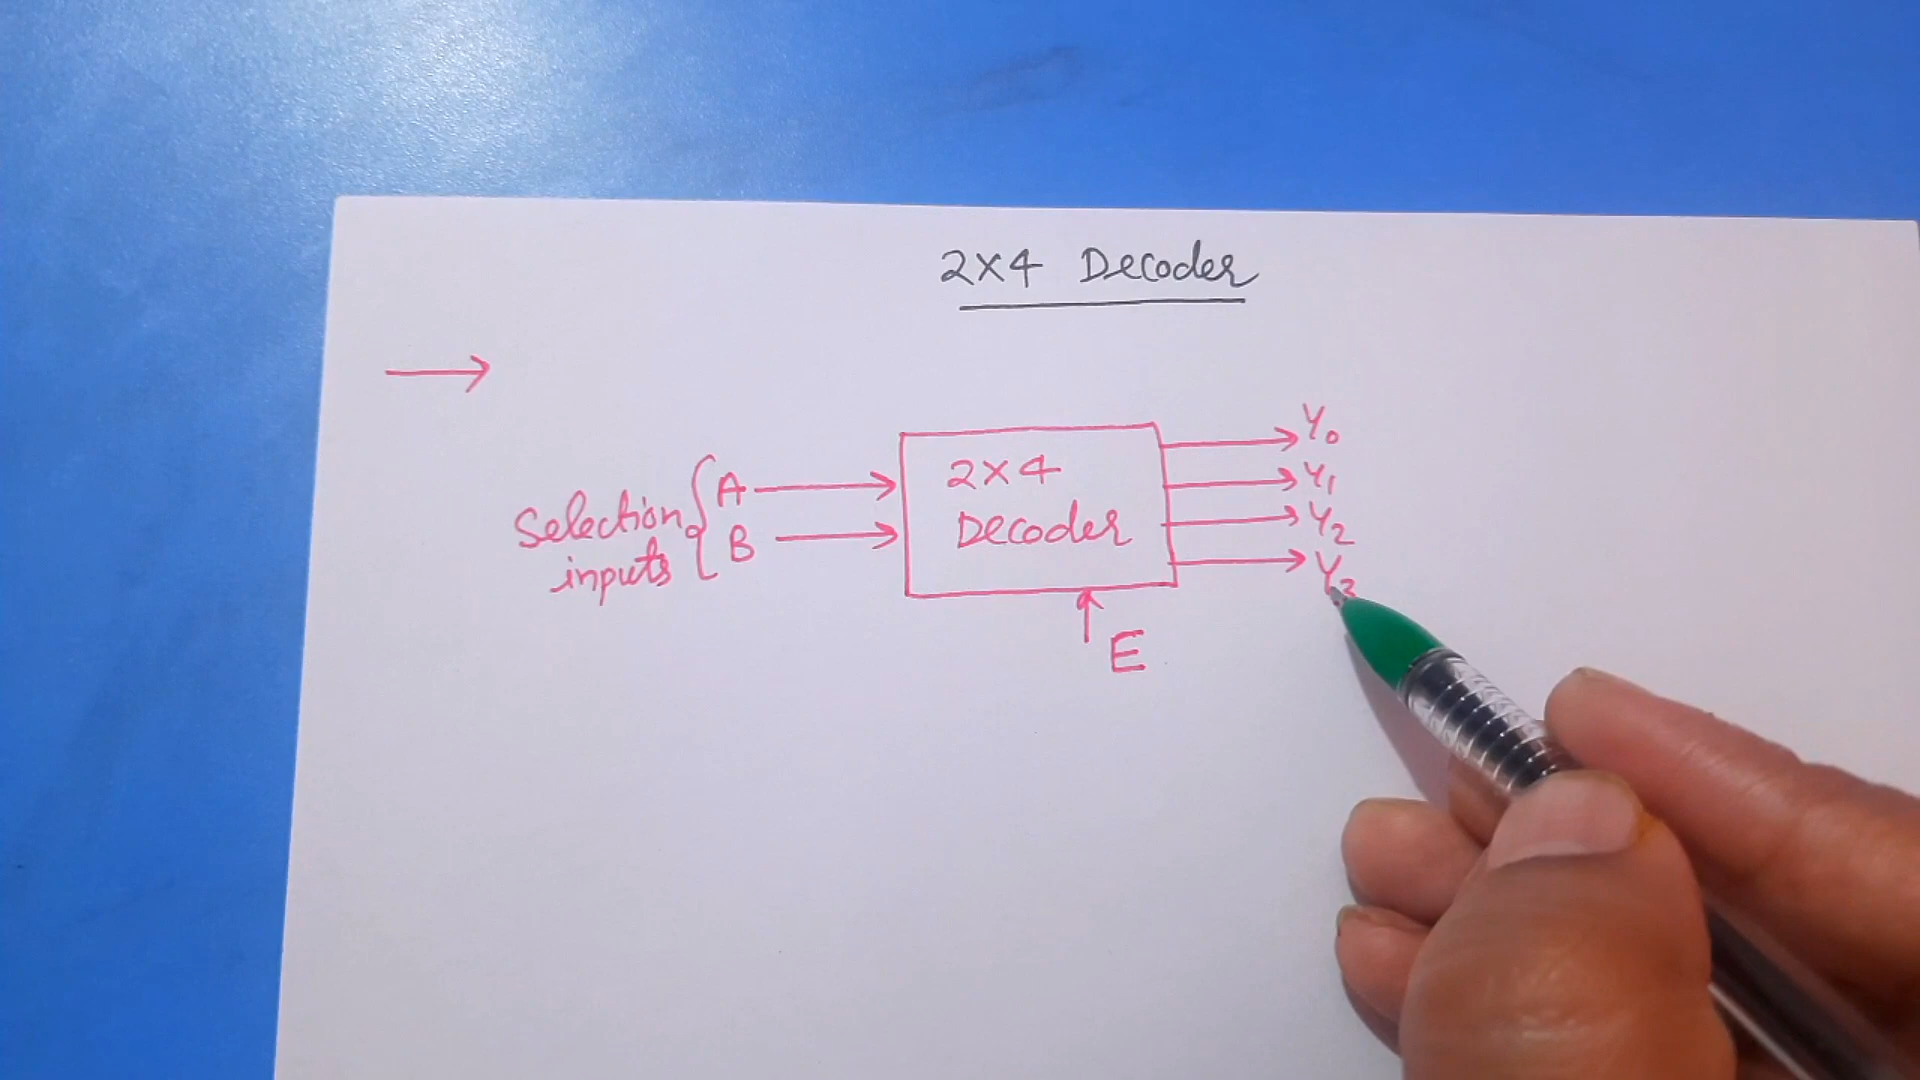 2x4 Decoder
Selection
inputs
A
B
2x4
Decoder
E
Y0
Y1
Y2
Y3